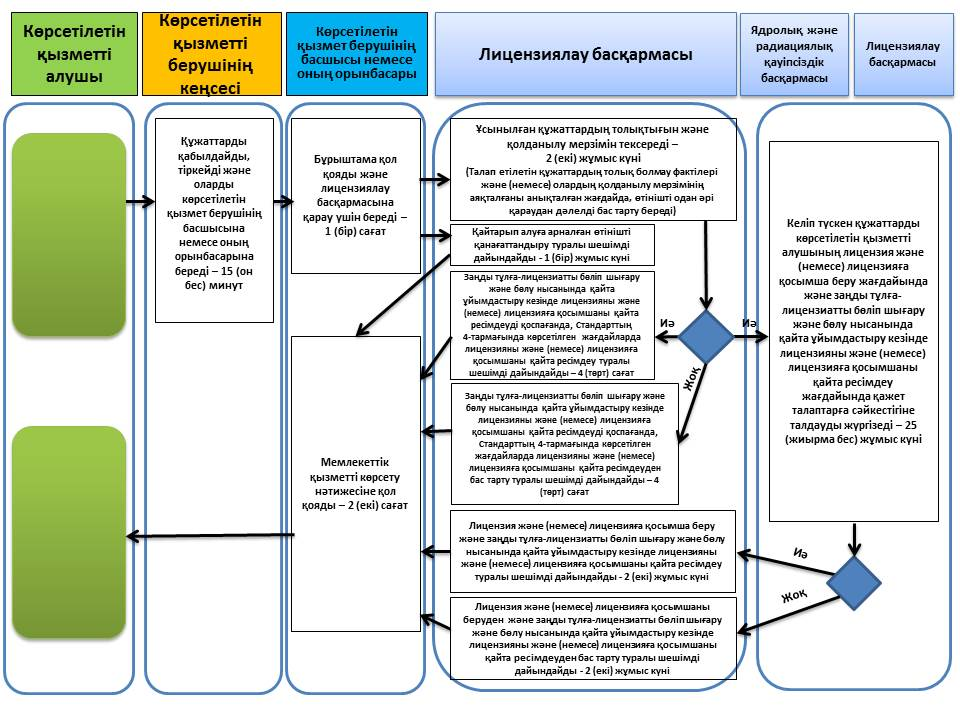 Көрсетілетін
қызметті
алушы
Көрсетілетін
қызметті
берушінің
кеңсесі
Көрсетілетін
қызмет берушінің
басшысы немесе
оның орынбасары
Лицензиялау басқармасы
Ядролық және
радиациялық
қауіпсіздік
басқармасы
Лицензиялау
басқармасы
Құжаттарды
қабылдайды,
тіркейді және
оларды
көрсетілетін
қызмет берушінің
басшысына
немесе оның
орынбасарына
береді – 15 (он
бес) минут
Бұрыштама қол
қояды және
лицензиялау
басқармасына
қарау үшін береді –
1 (бір) сағат
Ұсынылған құжаттардың толықтығын және
қолданылу мерзімін тексереді –
2 (екі) жұмыс күні
(Талап етілетін құжаттардың толық болмау фактілері
және (немесе) олардың қолданылу мерзімінің
аяқталғаны анықталған жағдайда, өтінішті одан әрі
қараудан дәлелді бас тарту береді)
Қайтарып алуға арналған өтінішті
қанағаттандыру туралы шешімді
дайындайды - 1 (бір) жұмыс күні
Заңды тұлға-лицензиатты бөліп шығару
және бөлу нысанында қайта
ұйымдастыру кезінде лицензияны және
(немесе) лицензияға қосымшаны қайта
ресімдеуді қоспағанда, Стандарттың
4-тармағында көрсетілген жағдайларда
лицензияны және (немесе) лицензияға
қосымшаны қайта ресімдеу туралы
шешімді дайындайды – 4 (төрт) сағат
Иә
Иә
Жоқ
Заңды тұлға-лицензиатты бөліп шығару және
бөлу нысанында қайта ұйымдастыру кезінде
лицензияны және (немесе) лицензияға
қосымшаны қайта ресімдеуді қоспағанда,
Стандарттың 4-тармағында көрсетілген
жағдайларда лицензияны және (немесе)
лицензияға қосымшаны қайта ресімдеуден
бас тарту туралы шешімді дайындайды – 4
(төрт) сағат
Мемлекеттік
қызметті көрсету
нәтижесіне қол
қояды – 2 (екі) сағат
Келіп түскен құжаттарды
көрсетілетін қызметті
алушының лицензия және
(немесе) лицензияға
қосымша беру жағдайында
және заңды тұлға-
лицензиатты бөліп шығару
және бөлу нысанында
қайта ұйымдастыру кезінде
лицензияны және (немесе)
лицензияға қосымшаны
қайта ресімдеу
жағдайында қажет
талаптарға сәйкестігіне
талдауды жүргізеді – 25
(жиырма бес) жұмыс күні
Лицензия және (немесе) лицензияға қосымша беру
және заңды тұлға-лицензиатты бөліп шығару және бөлу
нысанында қайта ұйымдастыру кезінде лицензияны
және (немесе) лицензияға қосымшаны қайта ресімдеу
туралы шешімді дайындайды - 2 (екі) жұмыс күні
Иә
Жоқ
Лицензия және (немесе) лицензияға қосымшаны
беруден және заңды тұлға-лицензиатты бөліп шығару
және бөлу нысанында қайта ұйымдастыру кезінде
лицензияны және (немесе) лицензияға қосымшаны
қайта ресімдеуден бас тарту туралы шешімді
дайындайды - 2 (екі) жұмыс күні